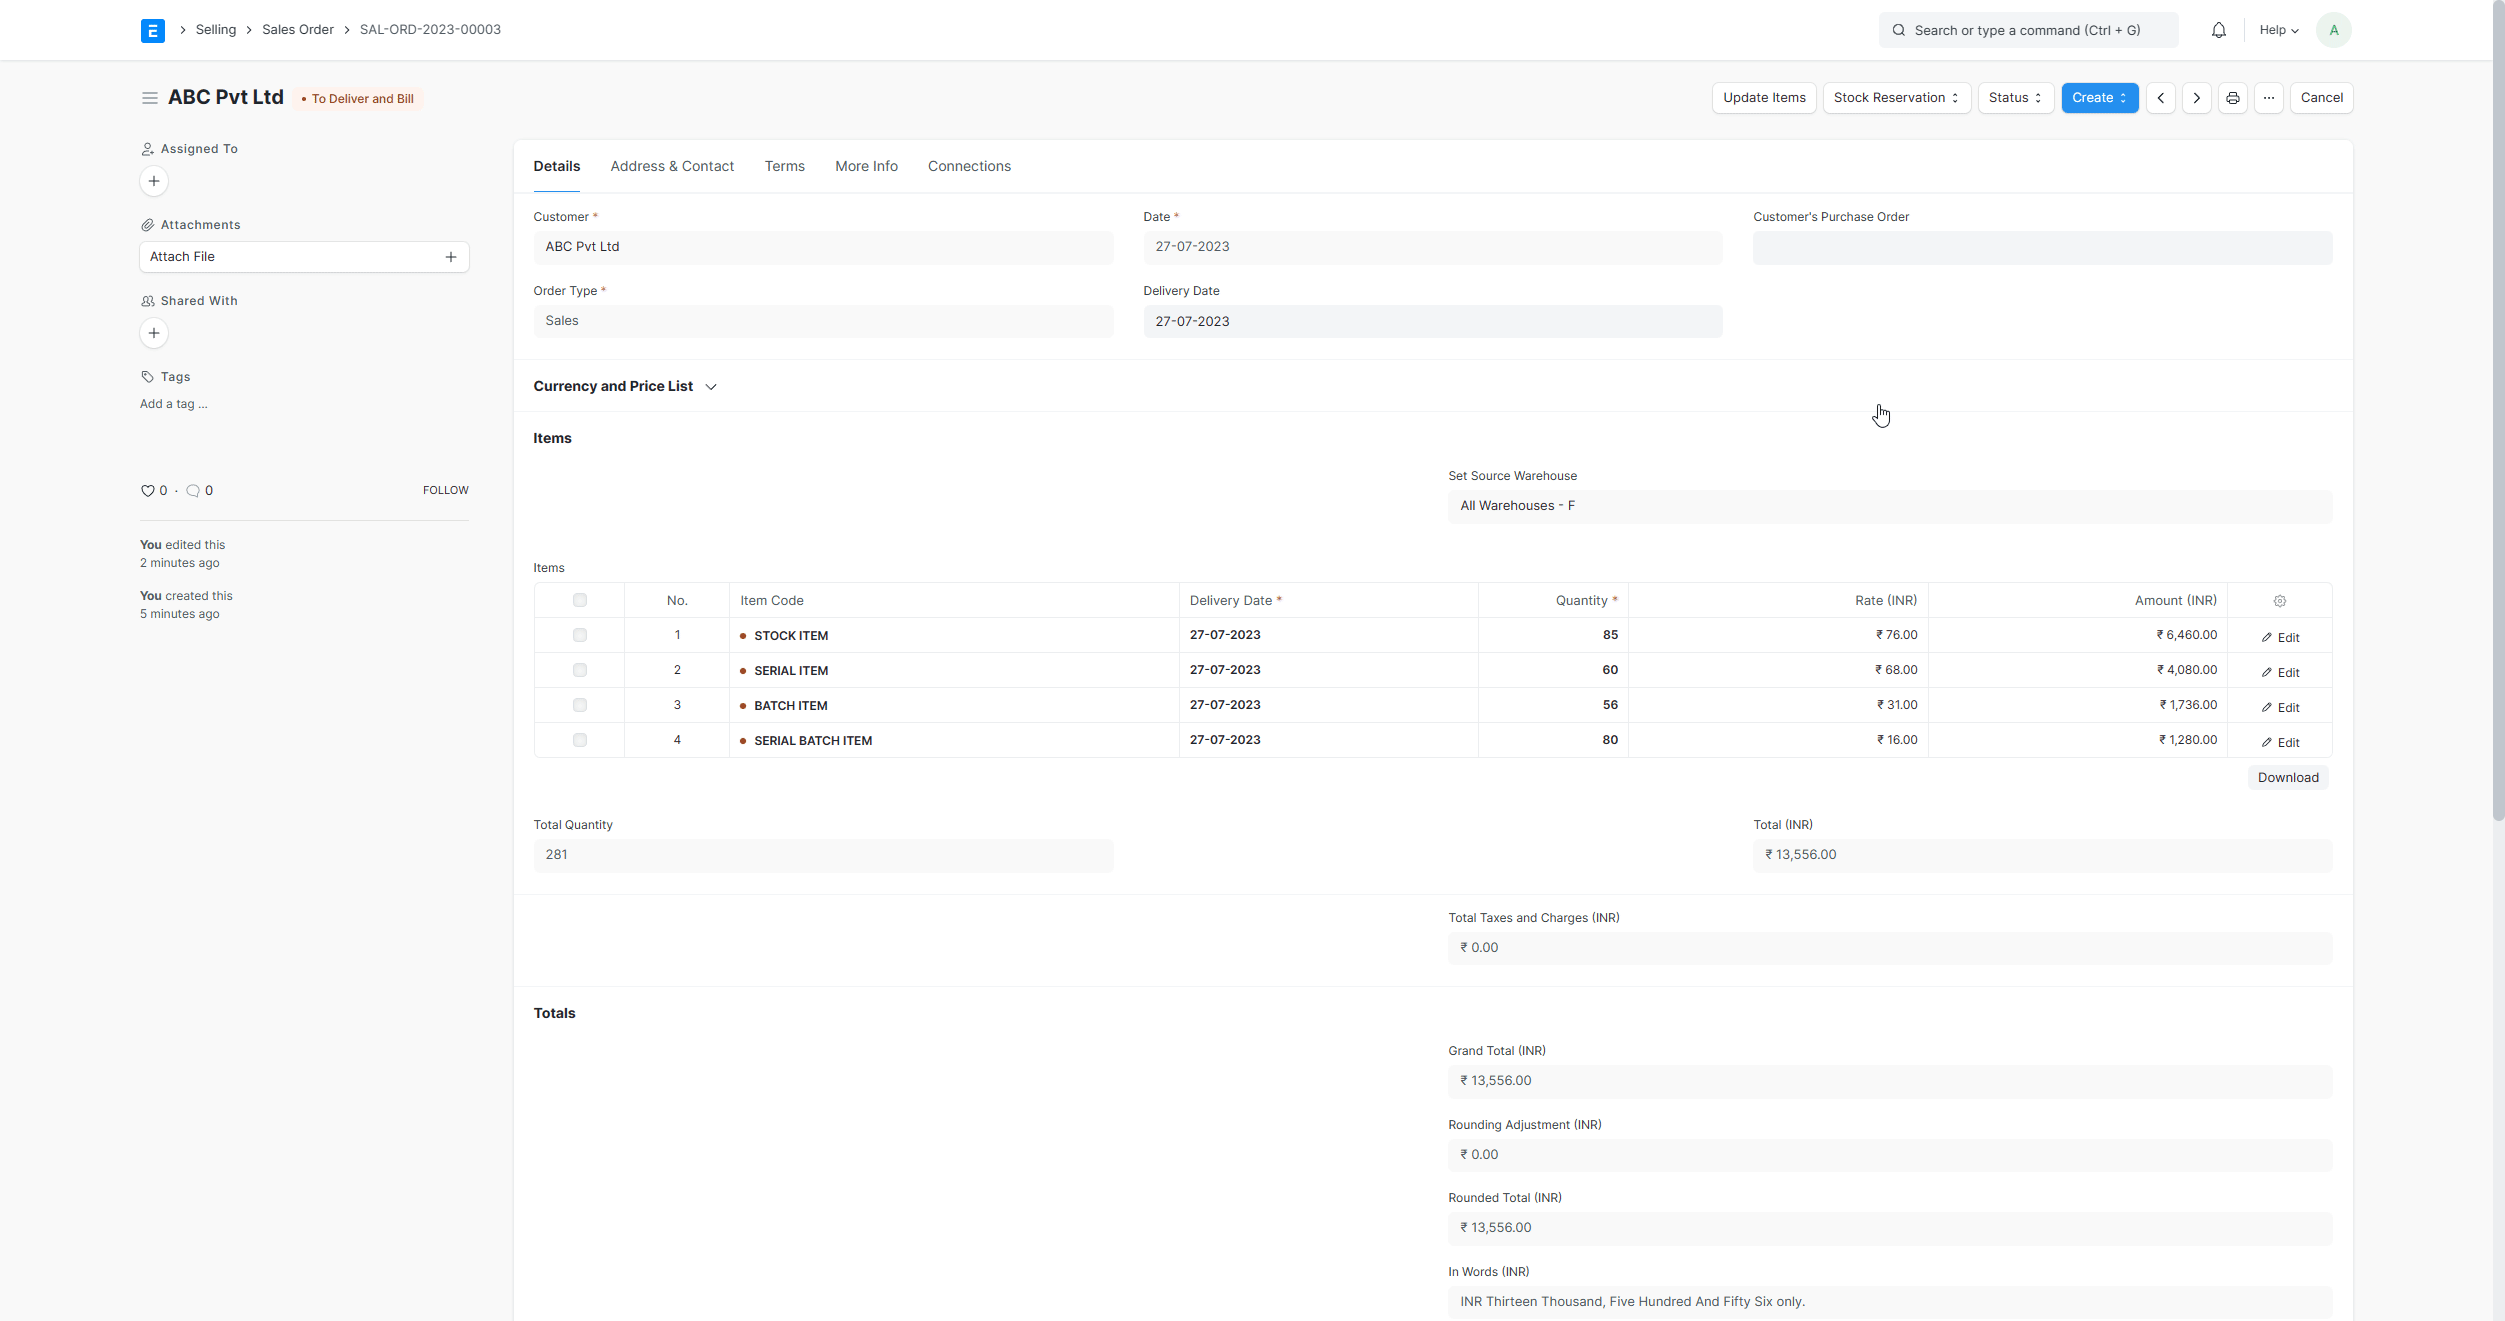 E Selling Sales Order SAL-ORD-2023-00003 Search or type a command (Ctrl + G) Help A
ABC Pvt Ltd • To Deliver and Bill Update Items Stock Reservation Status Create ··· Cancel
Assigned To
+
Attachments
Attach File +
Shared With
+
Tags
Add a tag ...
0 · 0 FOLLOW
You edited this
2 minutes ago
You created this
5 minutes ago
Details Address & Contact Terms More Info Connections
Customer * Date * Customer's Purchase Order
ABC Pvt Ltd 27-07-2023
Order Type * Delivery Date
Sales 27-07-2023
Currency and Price List
Items
Set Source Warehouse
All Warehouses - F
Items
No. Item Code Delivery Date * Quantity * Rate (INR) Amount (INR)
1 • STOCK ITEM 27-07-2023 85 ₹ 76.00 ₹ 6,460.00 Edit
2 • SERIAL ITEM 27-07-2023 60 ₹ 68.00 ₹ 4,080.00 Edit
3 • BATCH ITEM 27-07-2023 56 ₹ 31.00 ₹ 1,736.00 Edit
4 • SERIAL BATCH ITEM 27-07-2023 80 ₹ 16.00 ₹ 1,280.00 Edit
Download
Total Quantity Total (INR)
281 ₹ 13,556.00
Total Taxes and Charges (INR)
₹ 0.00
Totals
Grand Total (INR)
₹ 13,556.00
Rounding Adjustment (INR)
₹ 0.00
Rounded Total (INR)
₹ 13,556.00
In Words (INR)
INR Thirteen Thousand, Five Hundred And Fifty Six only.